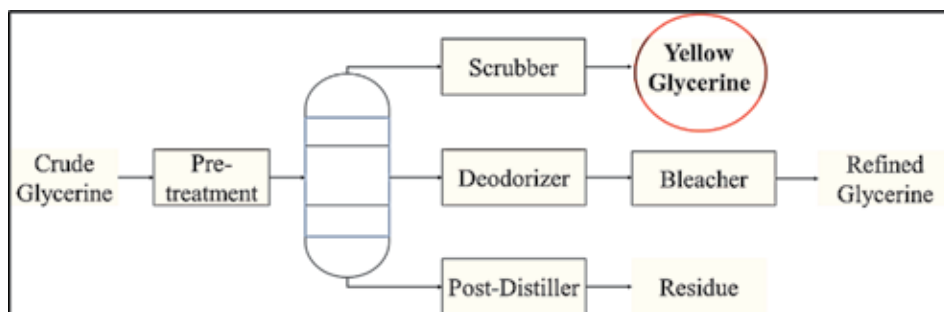 Scrubber
Yellow
Glycerine
Crude
Glycerine
Pre-
treatment
Deodorizer
Bleacher
Refined
Glycerine
Post-Distiller
Residue